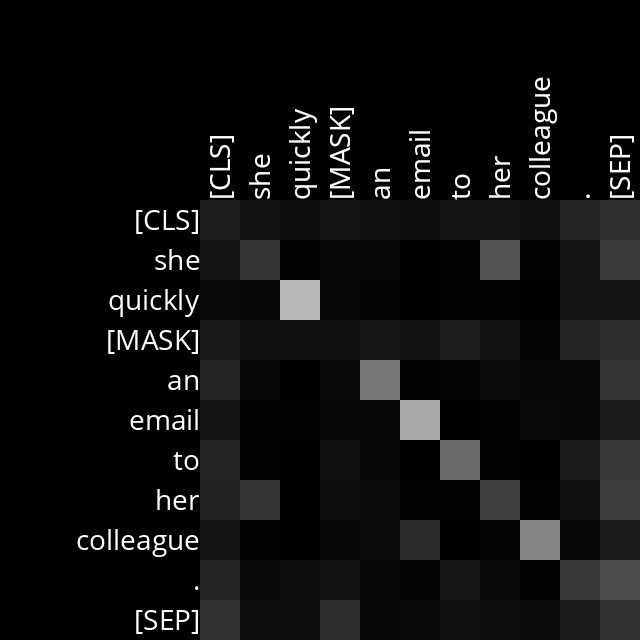 [CLS] she quickly [MASK] an email to her colleague . [SEP]
[CLS]
she
quickly
[MASK]
an
email
to
her
colleague
.
[SEP]